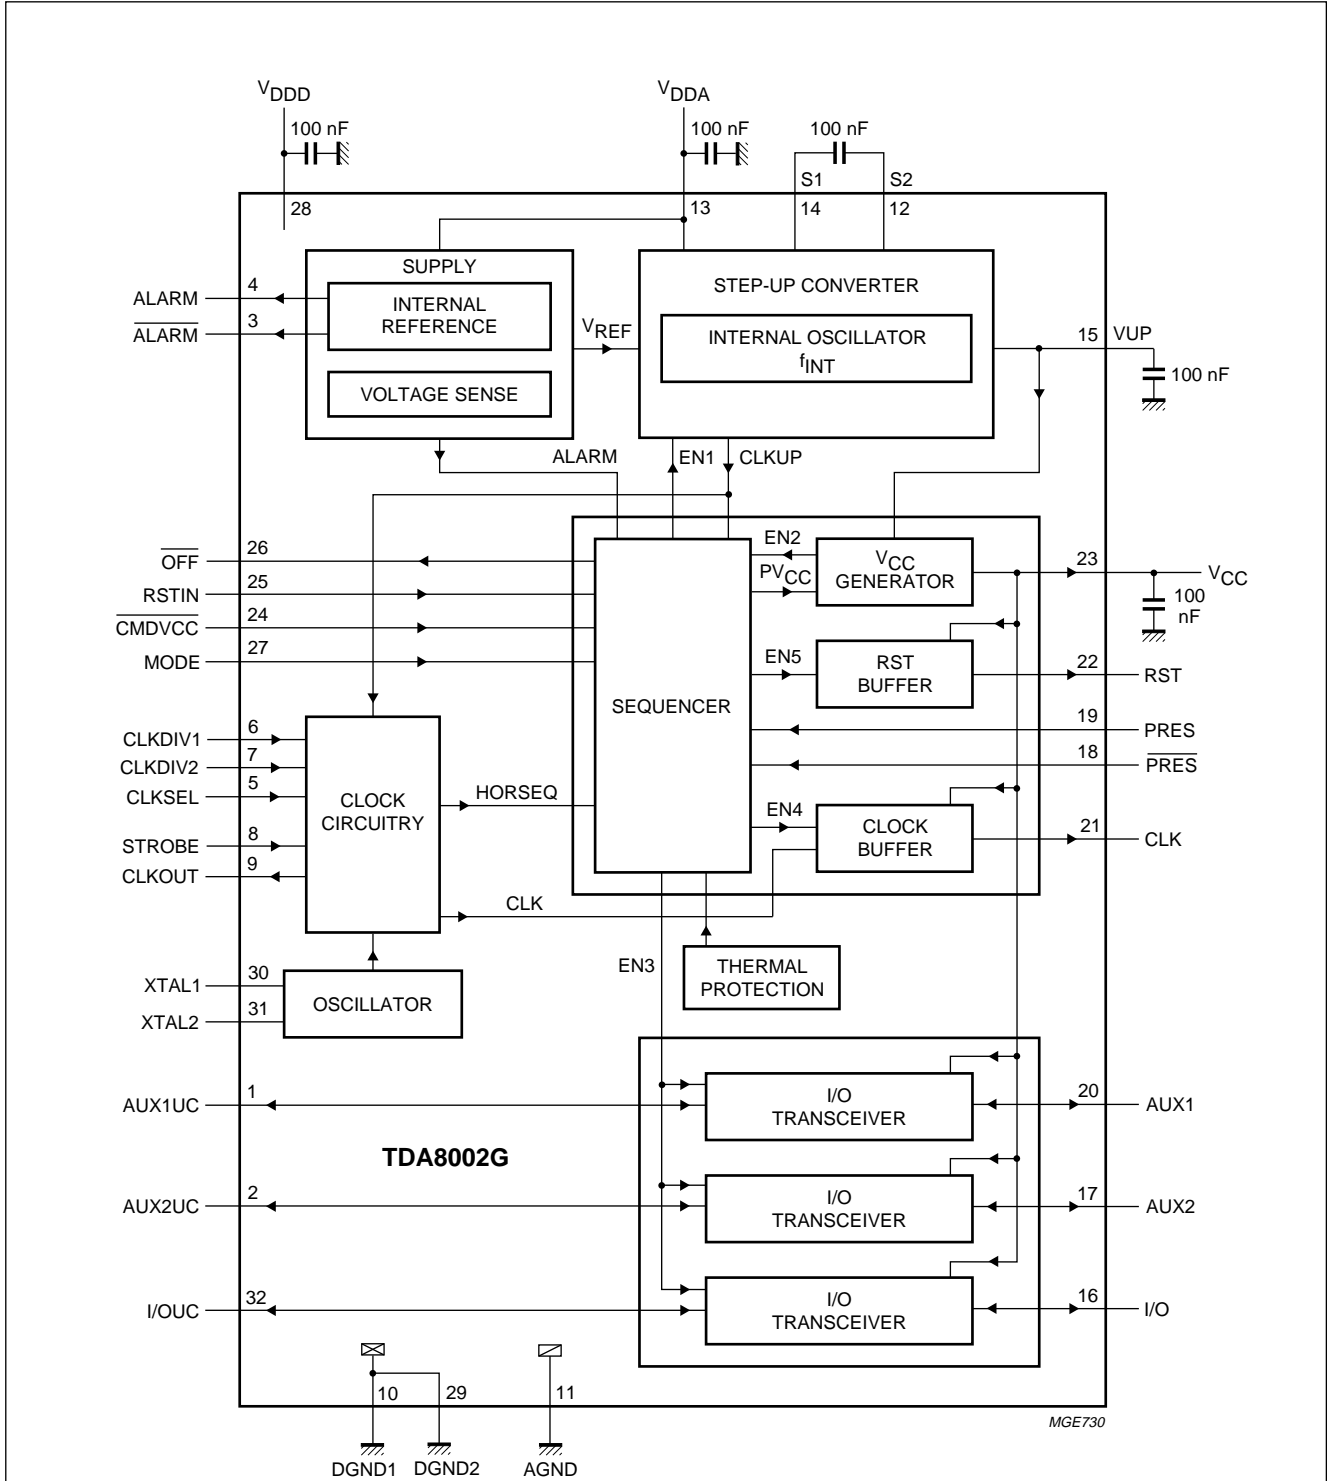 VDDD
VDDA
100 nF
100 nF
100 nF
S1
S2
28
13
14
12
SUPPLY
STEP-UP CONVERTER
4
ALARM
INTERNAL
REFERENCE
3
A̅L̅A̅R̅M̅
VREF
INTERNAL OSCILLATOR
fINT
15
VUP
100 nF
VOLTAGE SENSE
ALARM
EN1
CLKUP
26
O̅F̅F̅
25
RSTIN
24
C̅M̅D̅V̅C̅C̅
27
MODE
EN2
PVCC
VCC
GENERATOR
23
VCC
100
nF
EN5
RST
BUFFER
22
RST
SEQUENCER
19
PRES
18
P̅R̅E̅S̅
6
CLKDIV1
7
CLKDIV2
5
CLKSEL
8
STROBE
9
CLKOUT
CLOCK
CIRCUITRY
HORSEQ
EN4
CLOCK
BUFFER
21
CLK
CLK
EN3
THERMAL
PROTECTION
30
XTAL1
31
XTAL2
OSCILLATOR
1
AUX1UC
I/O
TRANSCEIVER
20
AUX1
TDA8002G
2
AUX2UC
I/O
TRANSCEIVER
17
AUX2
32
I/OUC
I/O
TRANSCEIVER
16
I/O
10
29
11
MGE730
DGND1
DGND2
AGND